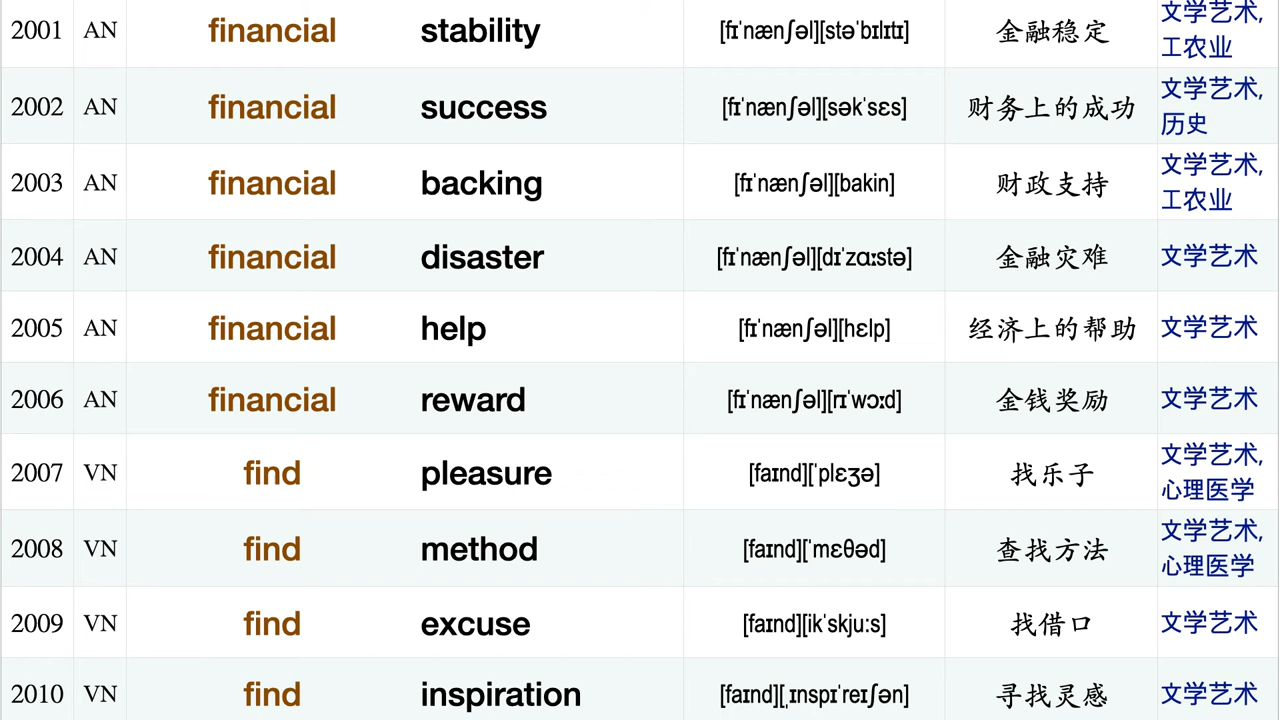 2001 AN financial stability [fɪˈnænʃəl][stəˈbɪlɪtɪ] 金融稳定 文学艺术,
工农业
2002 AN financial success [fɪˈnænʃəl][səkˈsɛs] 财务上的成功 文学艺术,
历史
2003 AN financial backing [fɪˈnænʃəl][bakin] 财政支持 文学艺术,
工农业
2004 AN financial disaster [fɪˈnænʃəl][dɪˈzɑɪstə] 金融灾难 文学艺术
2005 AN financial help [fɪˈnænʃəl][hɛlp] 经济上的帮助 文学艺术
2006 AN financial reward [fɪˈnænʃəl][rɪˈwɔɪd] 金钱奖励 文学艺术
2007 VN find pleasure [faɪnd][ˈplɛʒə] 找乐子 文学艺术,
心理医学
2008 VN find method [faɪnd][ˈmɛθəd] 查找方法 文学艺术,
心理医学
2009 VN find excuse [faɪnd][ikˈskjuːs] 找借口 文学艺术
2010 VN find inspiration [faɪnd][ˌɪnspɪˈreɪʃən] 寻找灵感 文学艺术